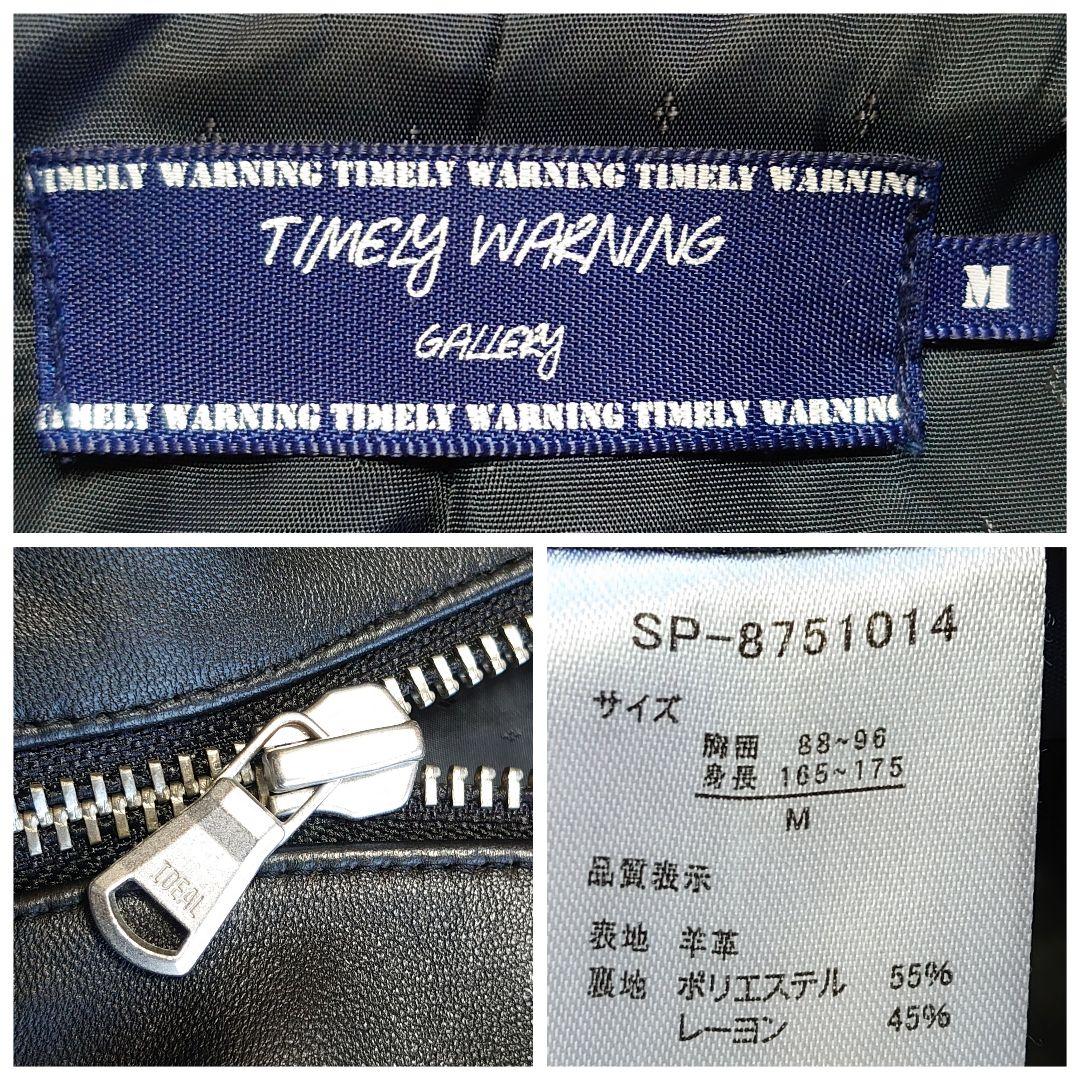 TIMELY WARNING TIMELY WARNING TIMELY WARNING
TIMELY WARNING
GALLERY
M
TIMELY WARNING TIMELY WARNING TIMELY WARNING
IDEAL
SP-8751014
サイズ
胸囲 88~96
身長 165~175
M
品質表示
表地 羊革
裏地 ポリエステル 55%
レーヨン 45%